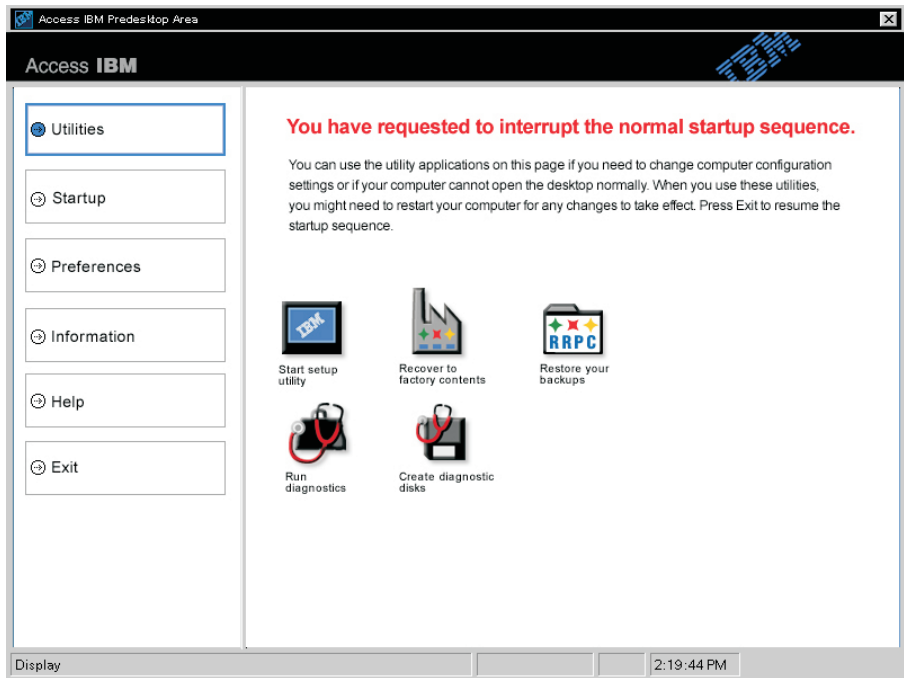 Access IBM Predesktop Area
Access IBM
IBM
Utilities
Startup
Preferences
Information
Help
Exit
You have requested to interrupt the normal startup sequence.
You can use the utility applications on this page if you need to change computer configuration
settings or if your computer cannot open the desktop normally. When you use these utilities,
you might need to restart your computer for any changes to take effect. Press Exit to resume the
startup sequence.
IBM
Start setup
utility
Recover to
factory contents
RRPC
Restore your
backups
Run
diagnostics
Create diagnostic
disks
Display
2:19:44 PM